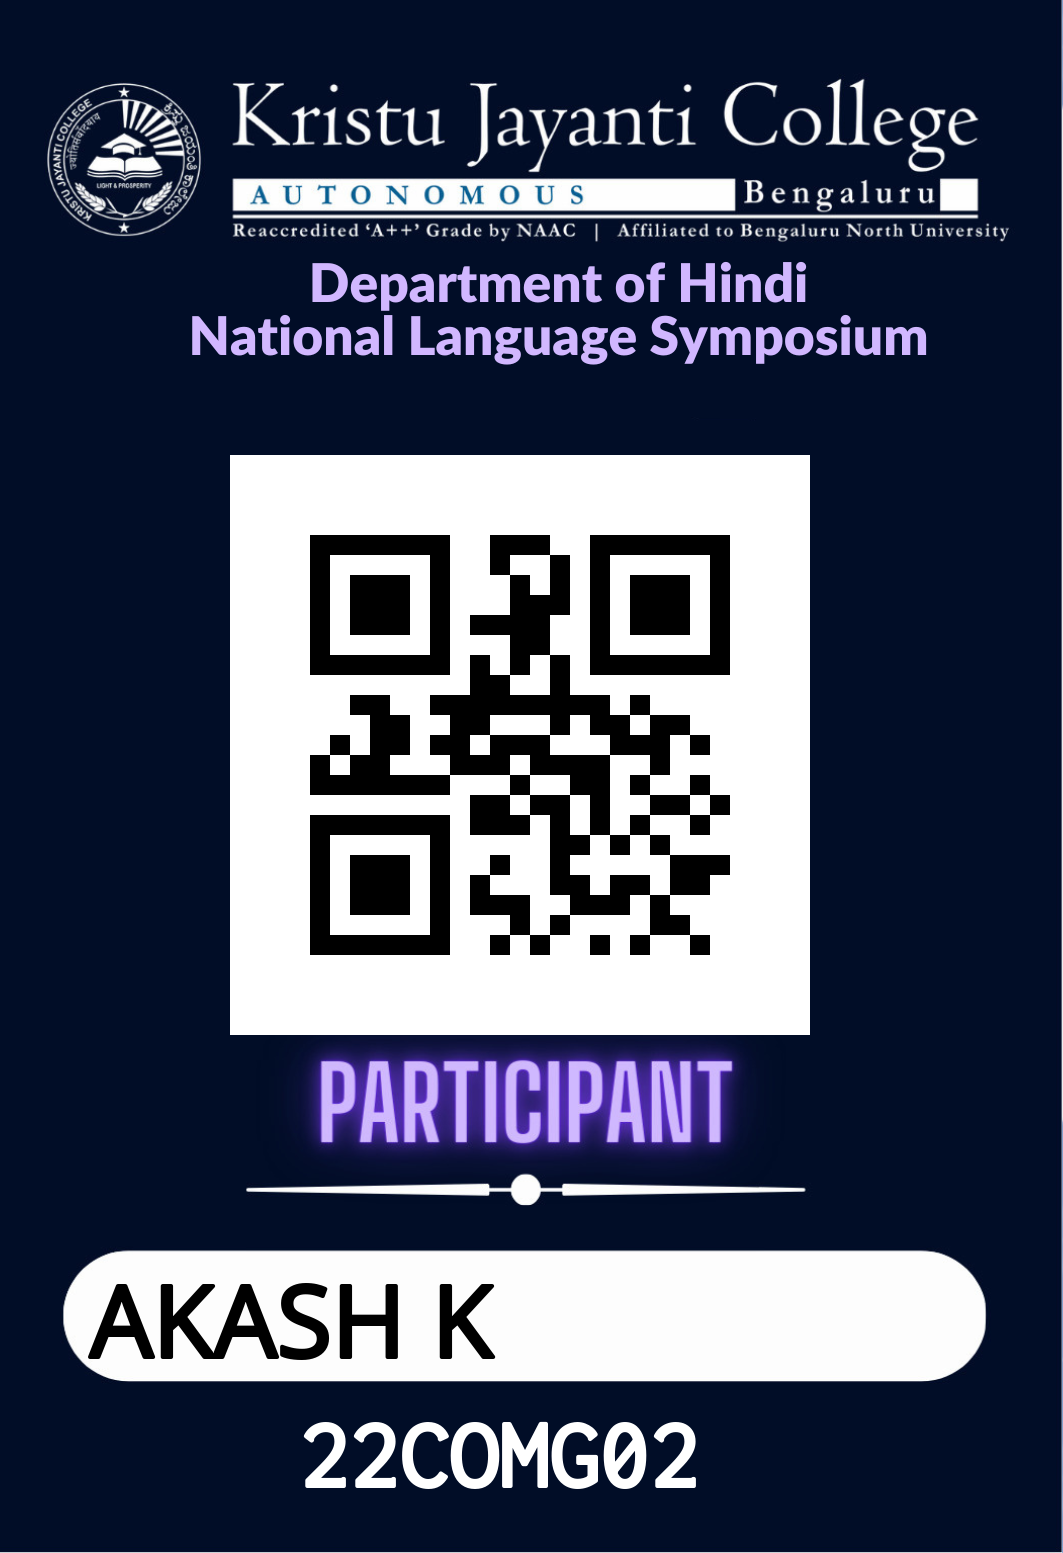 Kristu Jayanti College
AUTONOMOUS Bengaluru
Reaccredited ‘A++’ Grade by NAAC | Affiliated to Bengaluru North University
KRISTU JAYANTI COLLEGE
LIGHT & PROSPERITY
Department of Hindi
National Language Symposium
PARTICIPANT
AKASH K
22COMG02